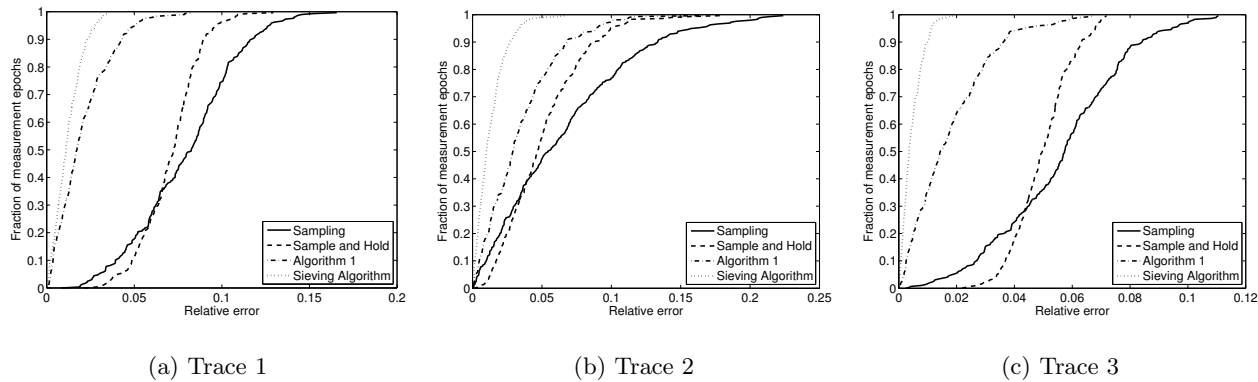 1
0.9
0.8
0.7
0.6
0.5
0.4
0.3
0.2
0.1
0
0 0.05 0.1 0.15 0.2
Fraction of measurement epochs
Relative error
Sampling
Sample and Hold
Algorithm 1
Sieving Algorithm
(a) Trace 1
1
0.9
0.8
0.7
0.6
0.5
0.4
0.3
0.2
0.1
0
0 0.05 0.1 0.15 0.2 0.25
Fraction of measurement epochs
Relative error
Sampling
Sample and Hold
Algorithm 1
Sieving Algorithm
(b) Trace 2
1
0.9
0.8
0.7
0.6
0.5
0.4
0.3
0.2
0.1
0
0 0.02 0.04 0.06 0.08 0.1 0.12
Fraction of measurement epochs
Relative error
Sampling
Sample and Hold
Algorithm 1
Sieving Algorithm
(c) Trace 3